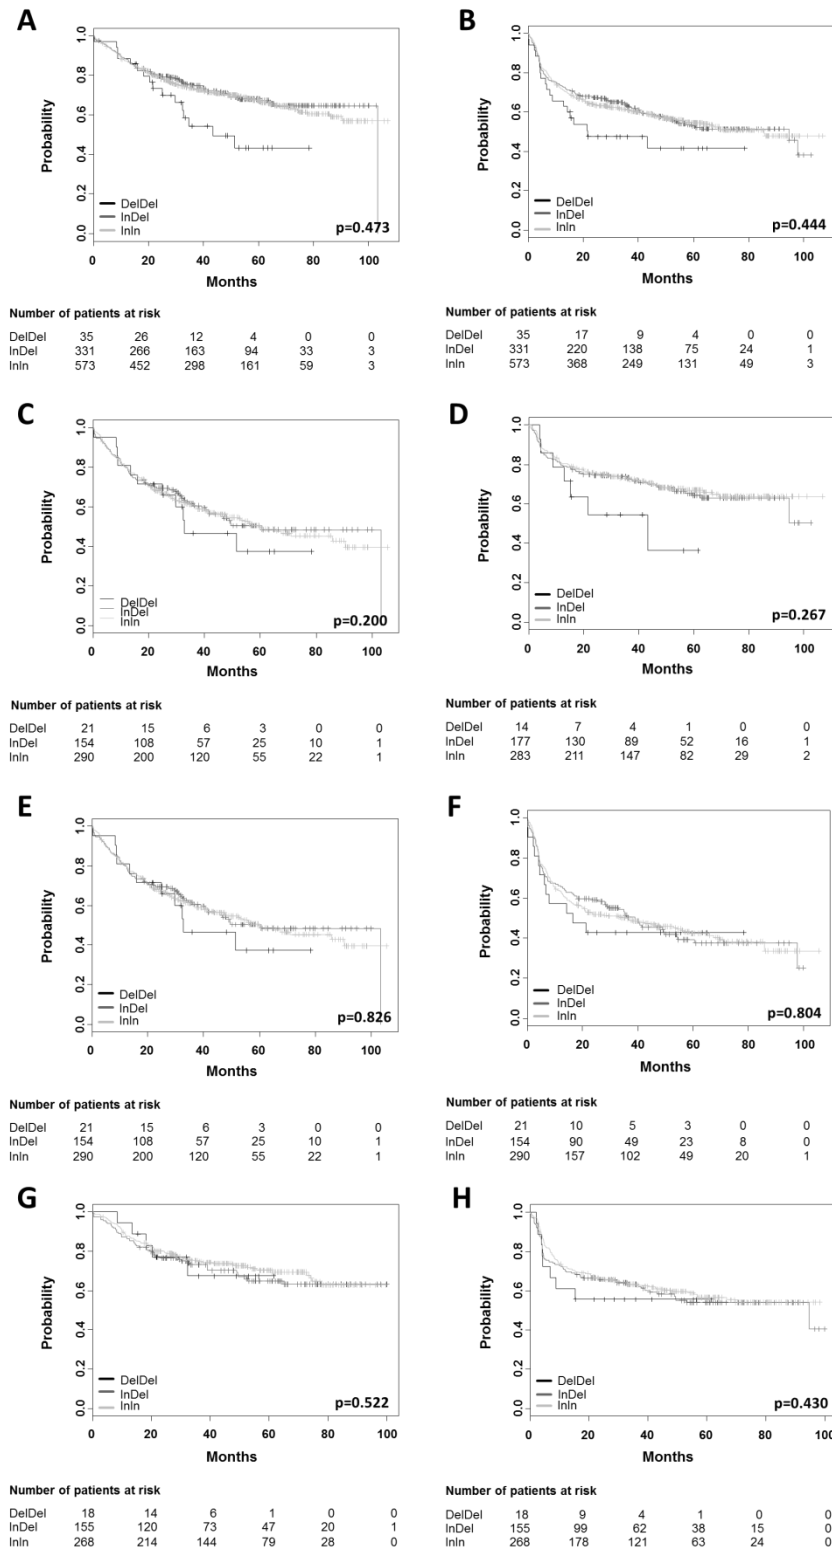 A
Probability
1.0
0.8
0.6
0.4
0.2
0.0
DelDel
InDel
InIn
p=0.473
0 20 40 60 80 100
Months
Number of patients at risk
DelDel 35 26 12 4 0 0
InDel 331 266 163 94 33 3
InIn 573 452 298 161 59 3
B
Probability
1.0
0.8
0.6
0.4
0.2
0.0
DelDel
InDel
InIn
p=0.444
0 20 40 60 80 100
Months
Number of patients at risk
DelDel 35 17 9 4 0 0
InDel 331 220 138 75 24 1
InIn 573 368 249 131 49 3
C
Probability
1.0
0.8
0.6
0.4
0.2
0.0
DelDel
InDel
InIn
p=0.200
0 20 40 60 80 100
Months
Number of patients at risk
DelDel 21 15 6 3 0 0
InDel 154 108 57 25 10 1
InIn 290 200 120 55 22 1
D
Probability
1.0
0.8
0.6
0.4
0.2
0.0
DelDel
InDel
InIn
p=0.267
0 20 40 60 80 100
Months
Number of patients at risk
DelDel 14 7 4 1 0 0
InDel 177 130 89 52 16 1
InIn 283 211 147 82 29 2
E
Probability
1.0
0.8
0.6
0.4
0.2
0.0
DelDel
InDel
InIn
p=0.826
0 20 40 60 80 100
Months
Number of patients at risk
DelDel 21 15 6 3 0 0
InDel 154 108 57 25 10 1
InIn 290 200 120 55 22 1
F
Probability
1.0
0.8
0.6
0.4
0.2
0.0
DelDel
InDel
InIn
p=0.804
0 20 40 60 80 100
Months
Number of patients at risk
DelDel 21 10 5 3 0 0
InDel 154 90 49 23 8 0
InIn 290 157 102 49 20 1
G
Probability
1.0
0.8
0.6
0.4
0.2
0.0
DelDel
InDel
InIn
p=0.522
0 20 40 60 80 100
Months
Number of patients at risk
DelDel 18 14 6 1 0 0
InDel 155 120 73 47 20 1
InIn 268 214 144 79 28 0
H
Probability
1.0
0.8
0.6
0.4
0.2
0.0
DelDel
InDel
InIn
p=0.430
0 20 40 60 80 100
Months
Number of patients at risk
DelDel 18 9 4 1 0 0
InDel 155 99 62 38 15 0
InIn 268 178 121 63 24 0